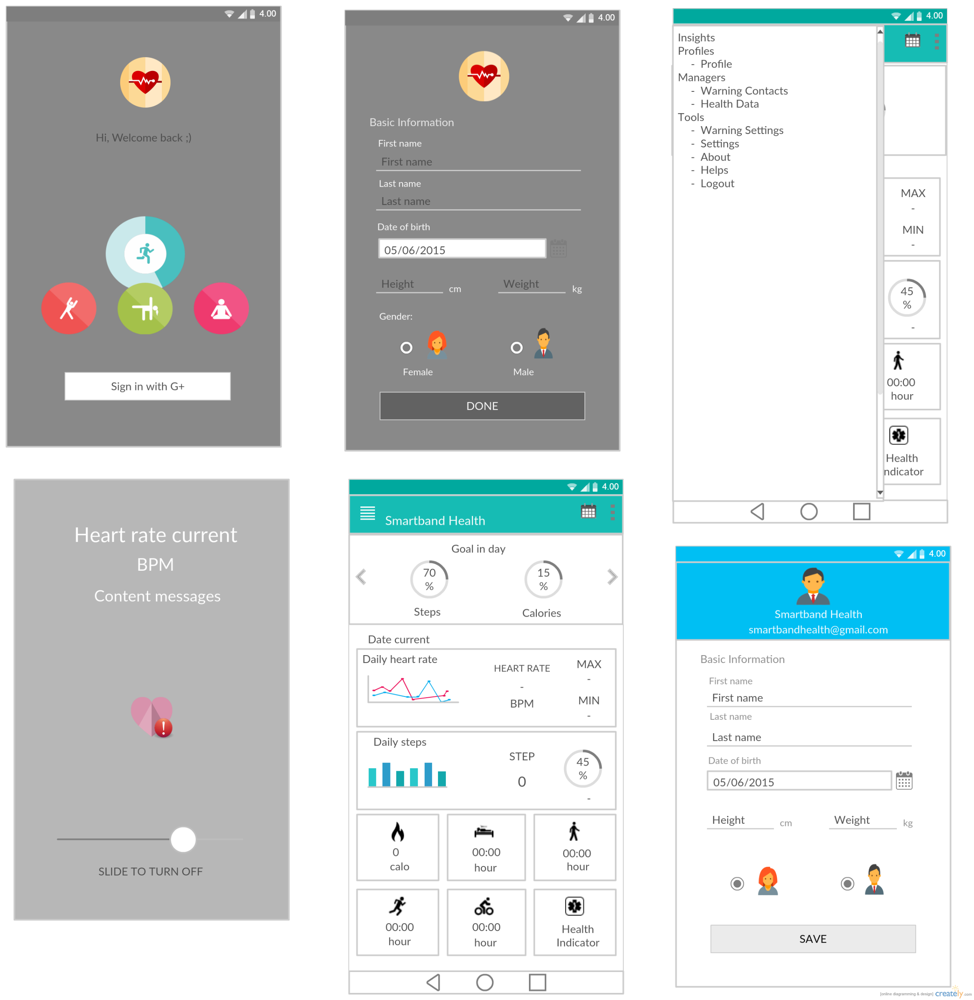 4.00
Hi, Welcome back ;)
Sign in with G+
4.00
Basic Information
First name
First name
Last name
Last name
Date of birth
05/06/2015
Height cm Weight kg
Gender:
Female Male
DONE
4.00
Insights
Profiles
- Profile
Managers
- Warning Contacts
- Health Data
Tools
- Warning Settings
- Settings
- About
- Helps
- Logout
MAX
-
MIN
-
45
%
-
00:00
hour
Health
ndicator
Heart rate current
BPM
Content messages
SLIDE TO TURN OFF
4.00
Smartband Health
Goal in day
70 15
% %
Steps Calories
Date current
Daily heart rate
HEART RATE
-
BPM
MAX
-
MIN
-
Daily steps
STEP
0
45
%
-
0
calo
00:00
hour
00:00
hour
00:00
hour
00:00
hour
Health
Indicator
4.00
Smartband Health
smartbandhealth@gmail.com
Basic Information
First name
First name
Last name
Last name
Date of birth
05/06/2015
Height cm Weight kg
SAVE
[online diagramming & design] creately.com